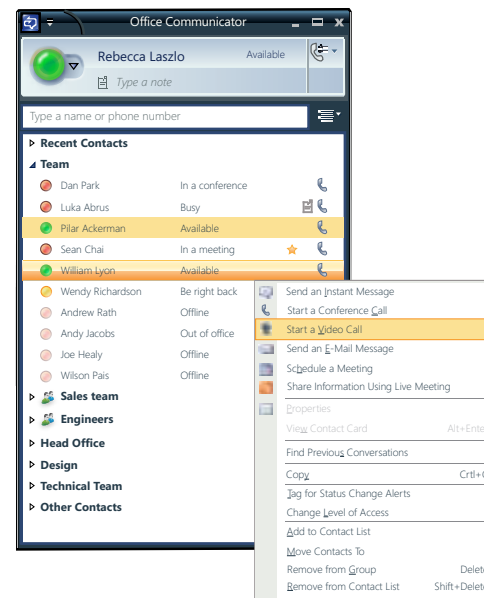 Office Communicator
Rebecca Laszlo Available
Type a note
Type a name or phone number
Recent Contacts
Team
Dan Park In a conference
Luka Abrus Busy
Pilar Ackerman Available
Sean Chai In a meeting
William Lyon Available
Wendy Richardson Be right back
Andrew Rath Offline
Andy Jacobs Out of office
Joe Healy Offline
Wilson Pais Offline
Sales team
Engineers
Head Office
Design
Technical Team
Other Contacts
Send an Instant Message
Start a Conference Call
Start a Video Call
Send an E-Mail Message
Schedule a Meeting
Share Information Using Live Meeting
Properties
View Contact Card Alt+Ente
Find Previous Conversations
Copy Crtl+C
Tag for Status Change Alerts
Change Level of Access
Add to Contact List
Move Contacts To
Remove from Group Delete
Remove from Contact List Shift+Delete